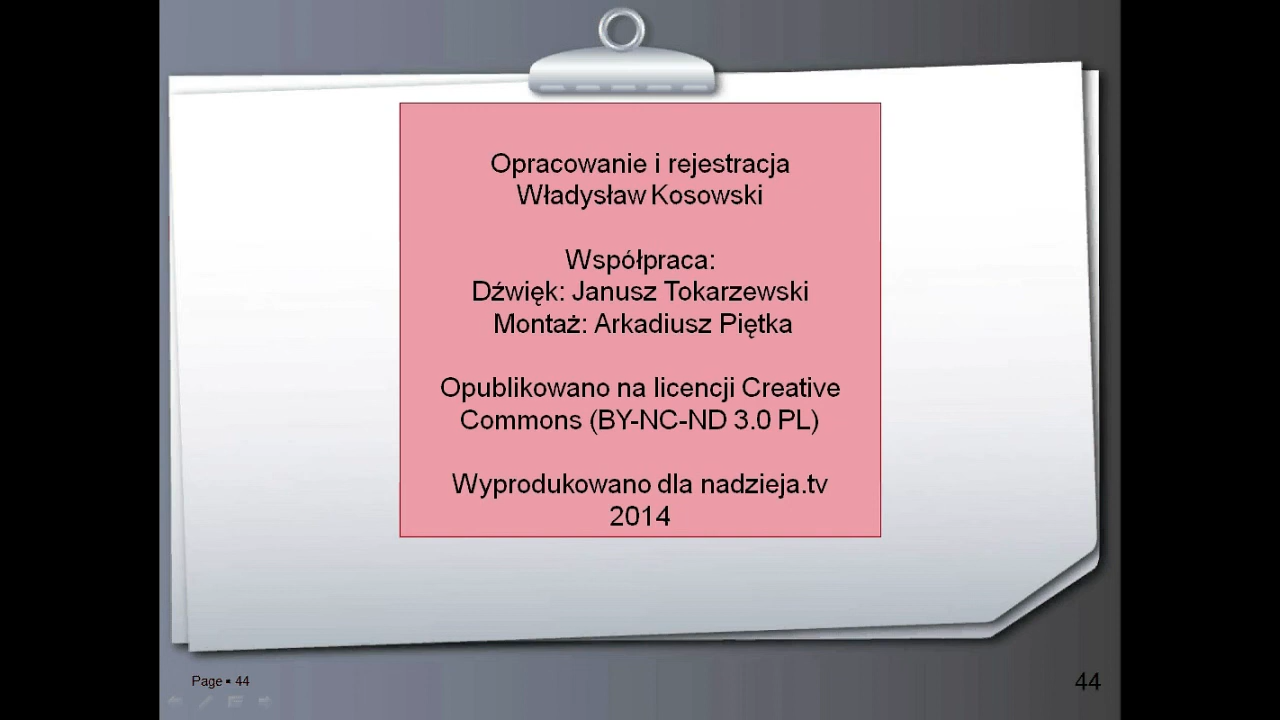 Opracowanie i rejestracja
Władysław Kosowski
Współpraca:
Dźwięk: Janusz Tokarzewski
Montaż: Arkadiusz Piętka
Opublikowano na licencji Creative
Commons (BY-NC-ND 3.0 PL)
Wyprodukowano dla nadzieja.tv
2014
Page ▪ 44
44